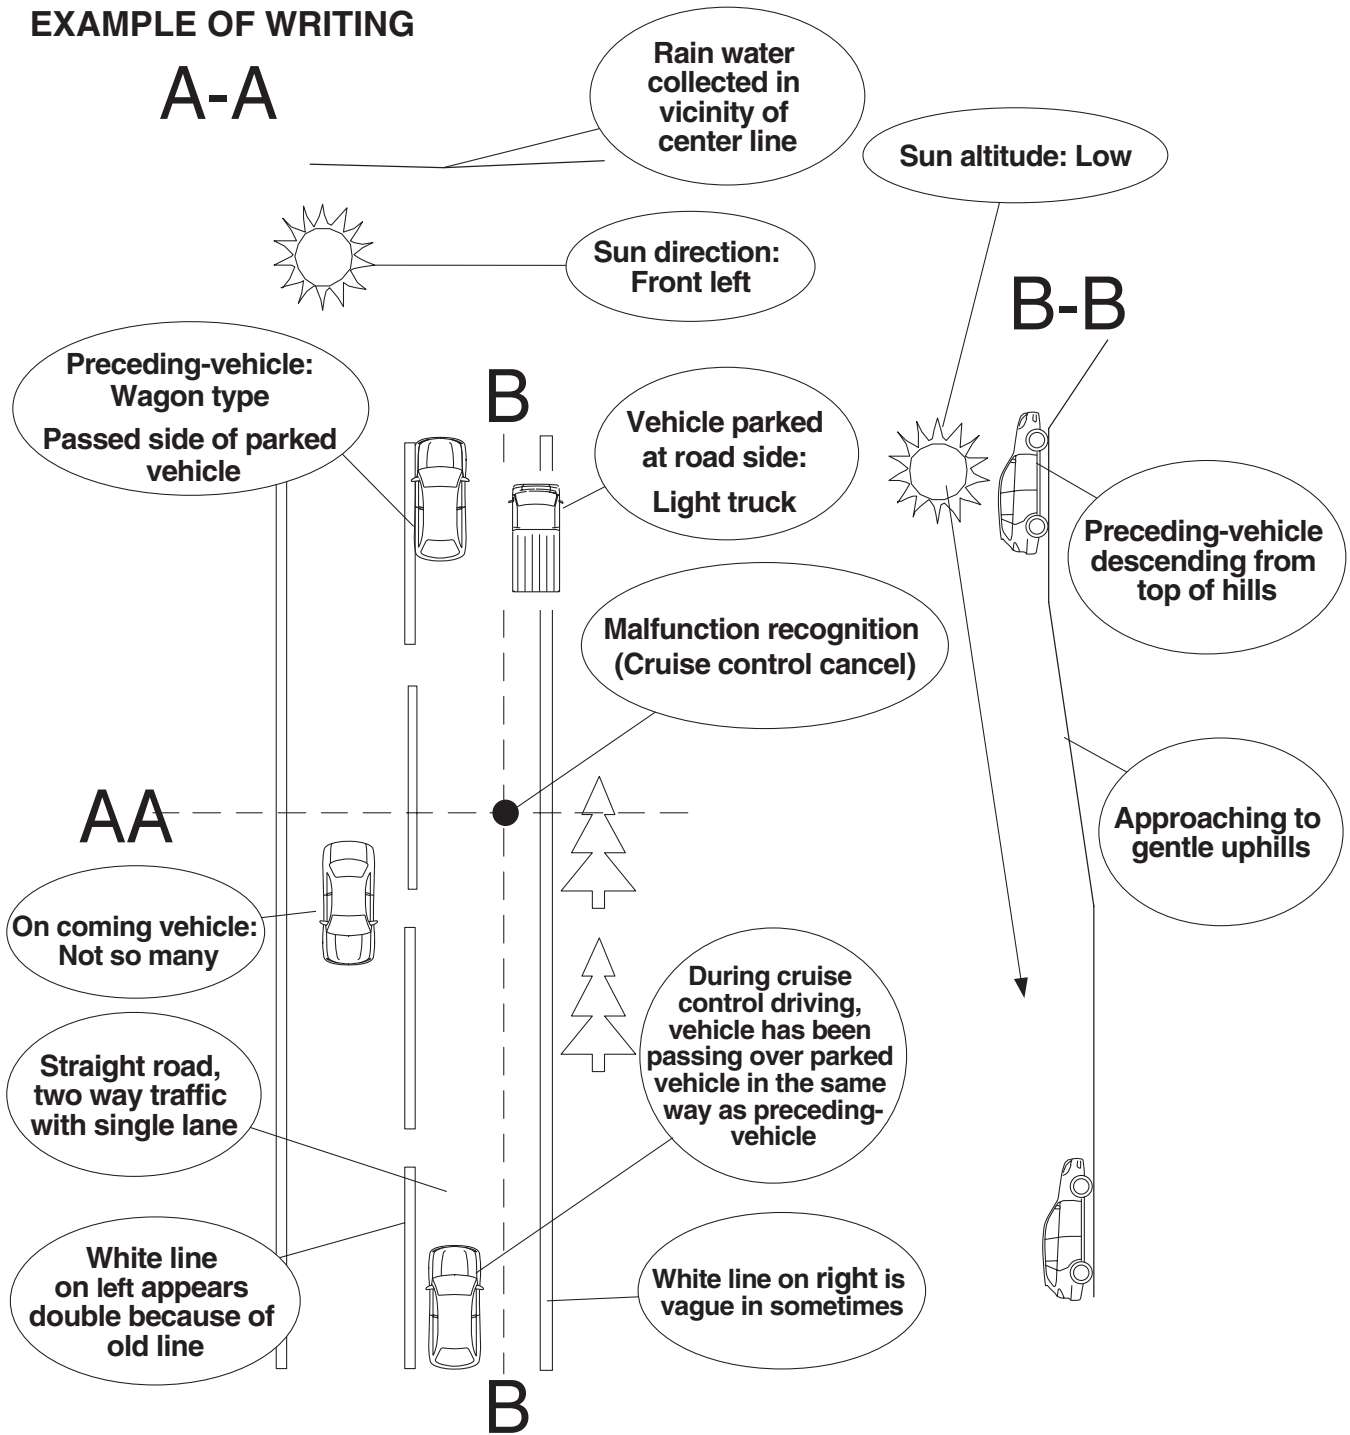 EXAMPLE OF WRITING
A-A
Rain water
collected in
vicinity of
center line
Sun altitude: Low
Sun direction:
Front left
B-B
Preceding-vehicle:
Wagon type
Passed side of parked
vehicle
B
Vehicle parked
at road side:
Light truck
Preceding-vehicle
descending from
top of hills
Malfunction recognition
(Cruise control cancel)
AA
Approaching to
gentle uphills
On coming vehicle:
Not so many
During cruise
control driving,
vehicle has been
passing over parked
vehicle in the same
way as preceding-
vehicle
Straight road,
two way traffic
with single lane
White line
on left appears
double because of
old line
White line on right is
vague in sometimes
B